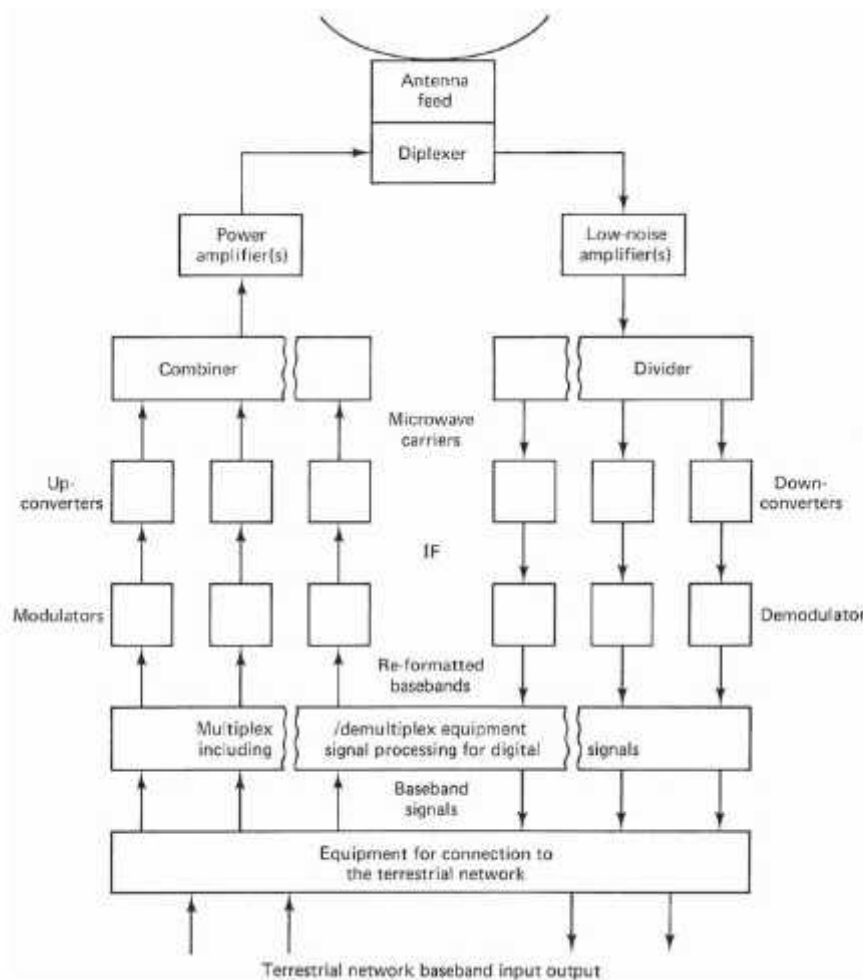 Antenna
feed
Diplexer
Power
amplifier(s)
Low-noise
amplifier(s)
Combiner
Divider
Microwave
carriers
Up-
converters
Down-
converters
IF
Modulators
Demodulator
Re-formatted
basebands
Multiplex /demultiplex equipment
including signal processing for digital signals
Baseband
signals
Equipment for connection to
the terrestrial network
Terrestrial network baseband input output